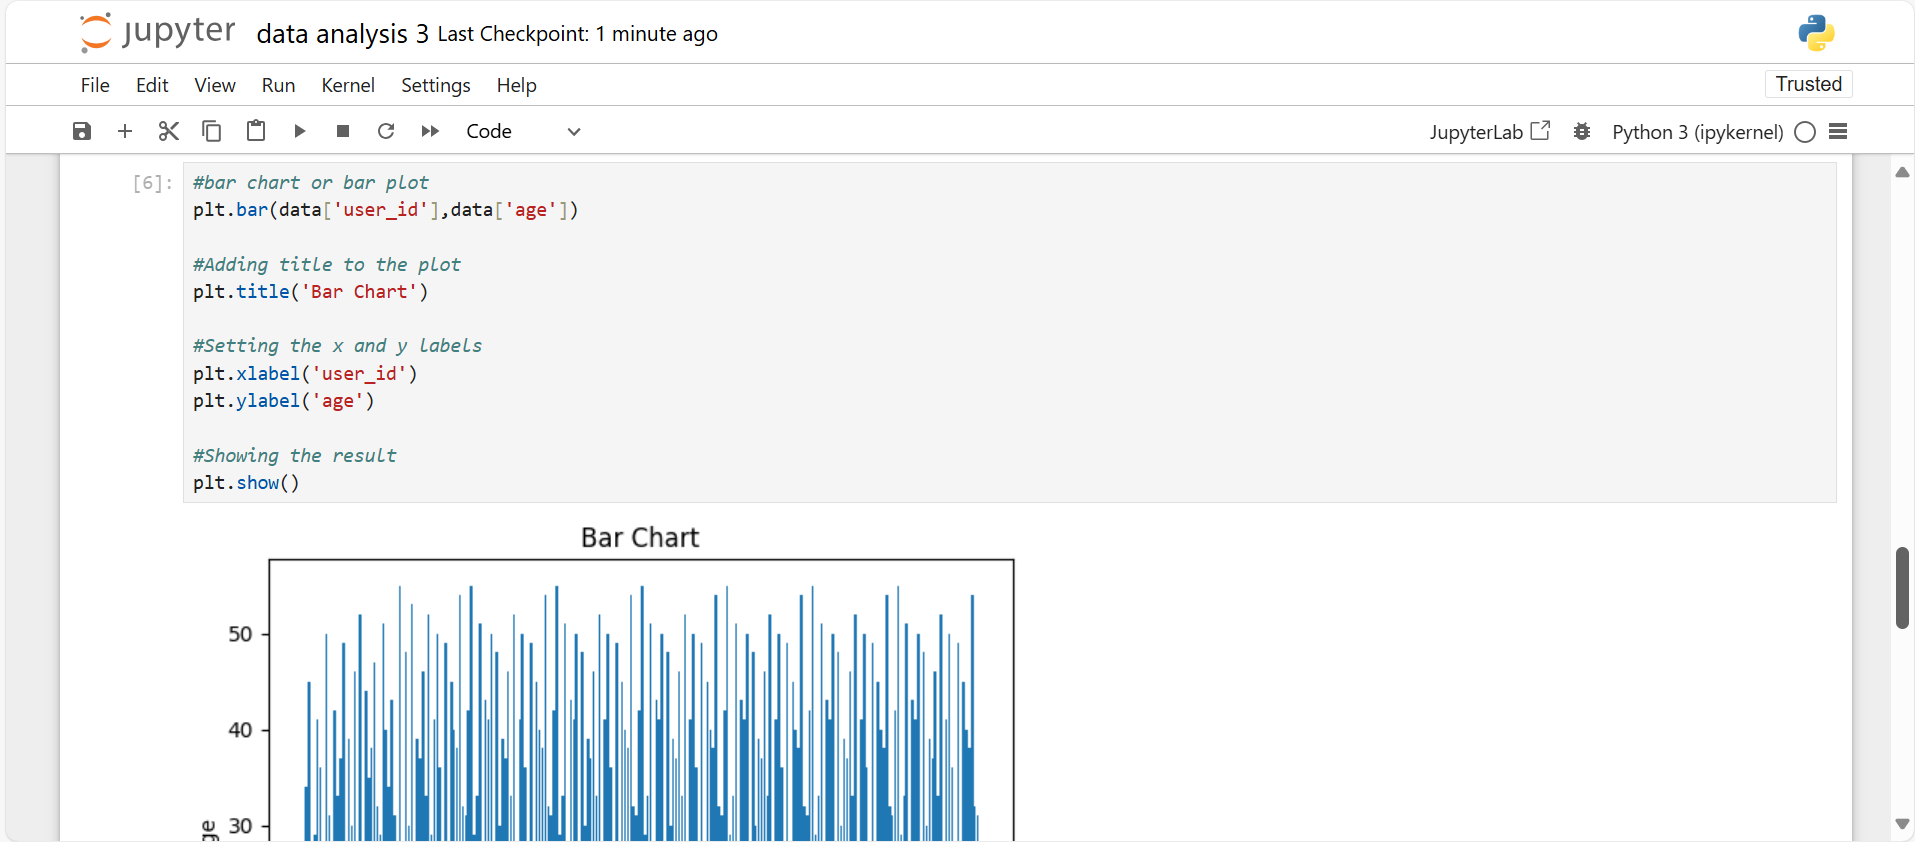 jupyter data analysis 3 Last Checkpoint: 1 minute ago
File Edit View Run Kernel Settings Help
Trusted
Code
JupyterLab Python 3 (ipykernel)
[6]:
#bar chart or bar plot
plt.bar(data['user_id'],data['age'])
#Adding title to the plot
plt.title('Bar Chart')
#Setting the x and y labels
plt.xlabel('user_id')
plt.ylabel('age')
#Showing the result
plt.show()
Bar Chart
50
40
30